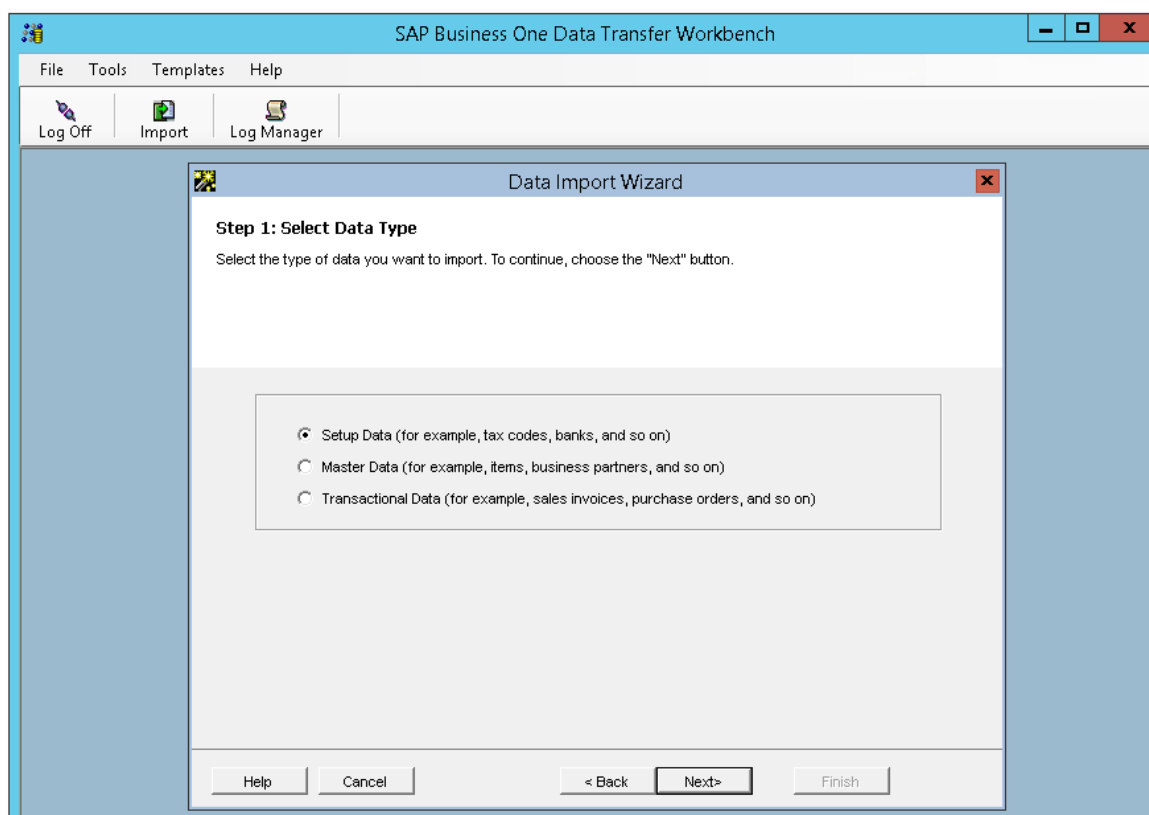 SAP Business One Data Transfer Workbench
File Tools Templates Help
Log Off Import Log Manager
Data Import Wizard
Step 1: Select Data Type
Select the type of data you want to import. To continue, choose the "Next" button.
Setup Data (for example, tax codes, banks, and so on)
Master Data (for example, items, business partners, and so on)
Transactional Data (for example, sales invoices, purchase orders, and so on)
Help Cancel < Back Next> Finish